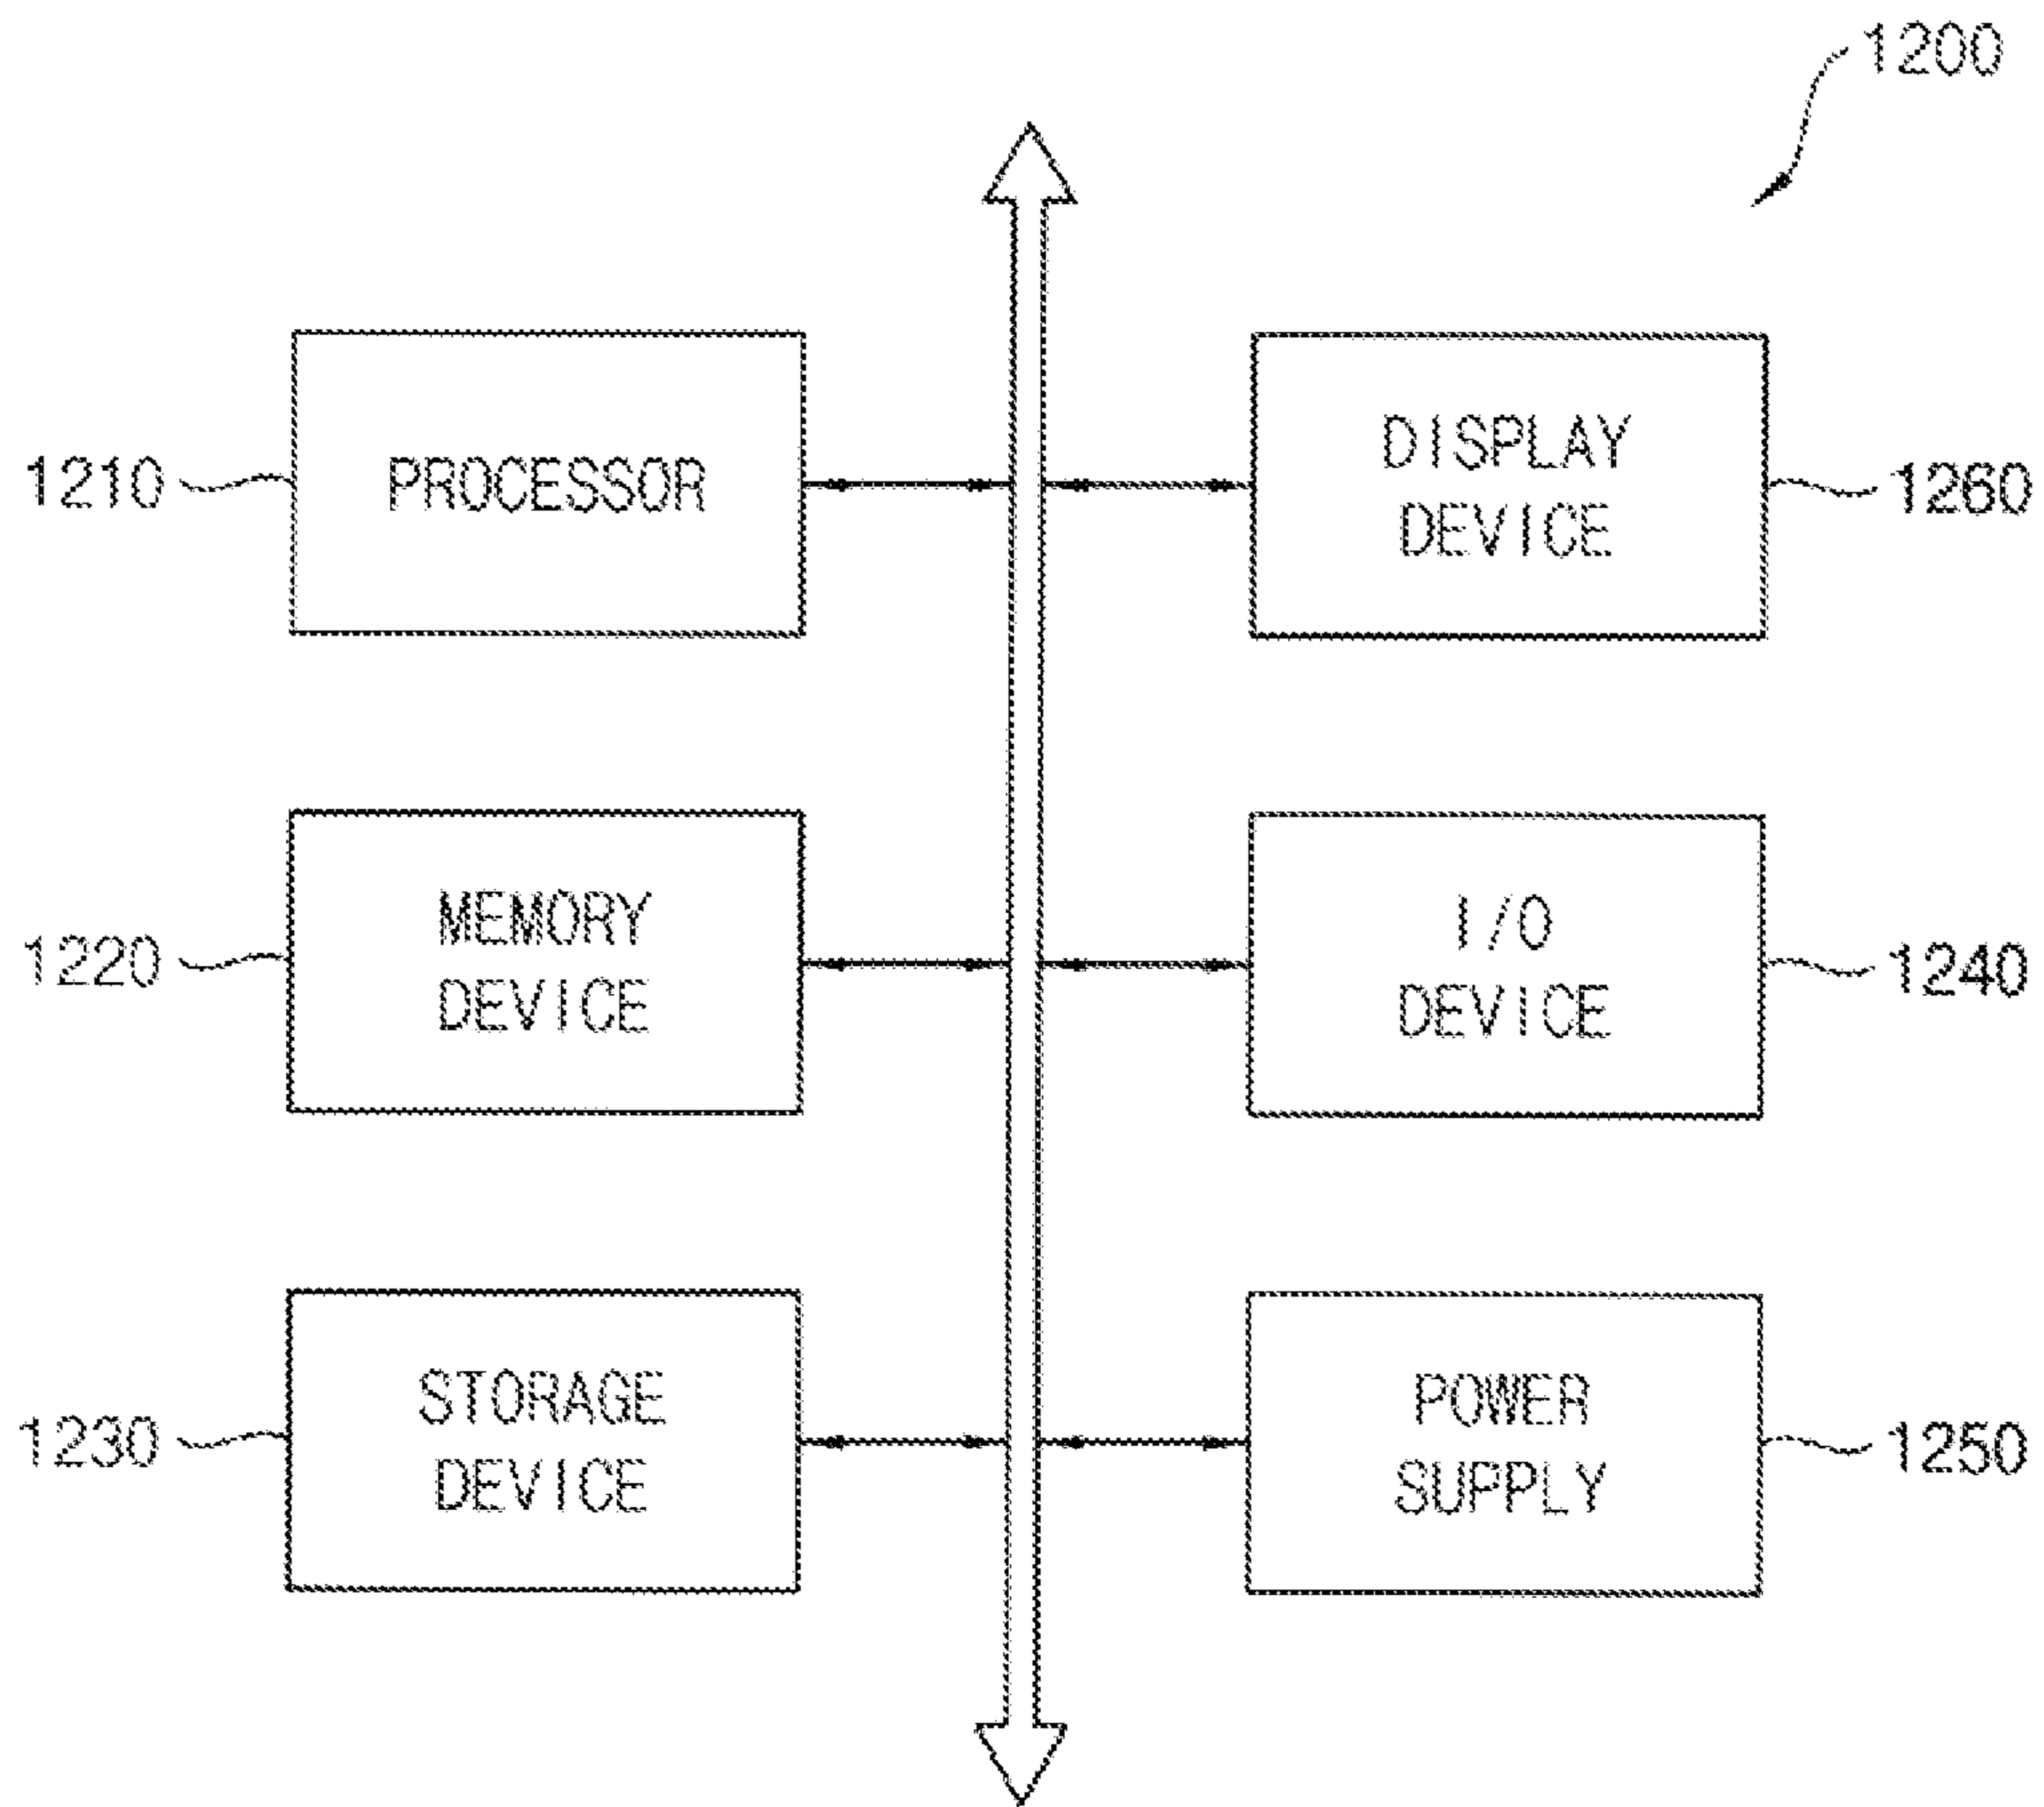 1200
1210
PROCESSOR
DISPLAY
DEVICE
1260
1220
MEMORY
DEVICE
I/O
DEVICE
1240
1230
STORAGE
DEVICE
POWER
SUPPLY
1250